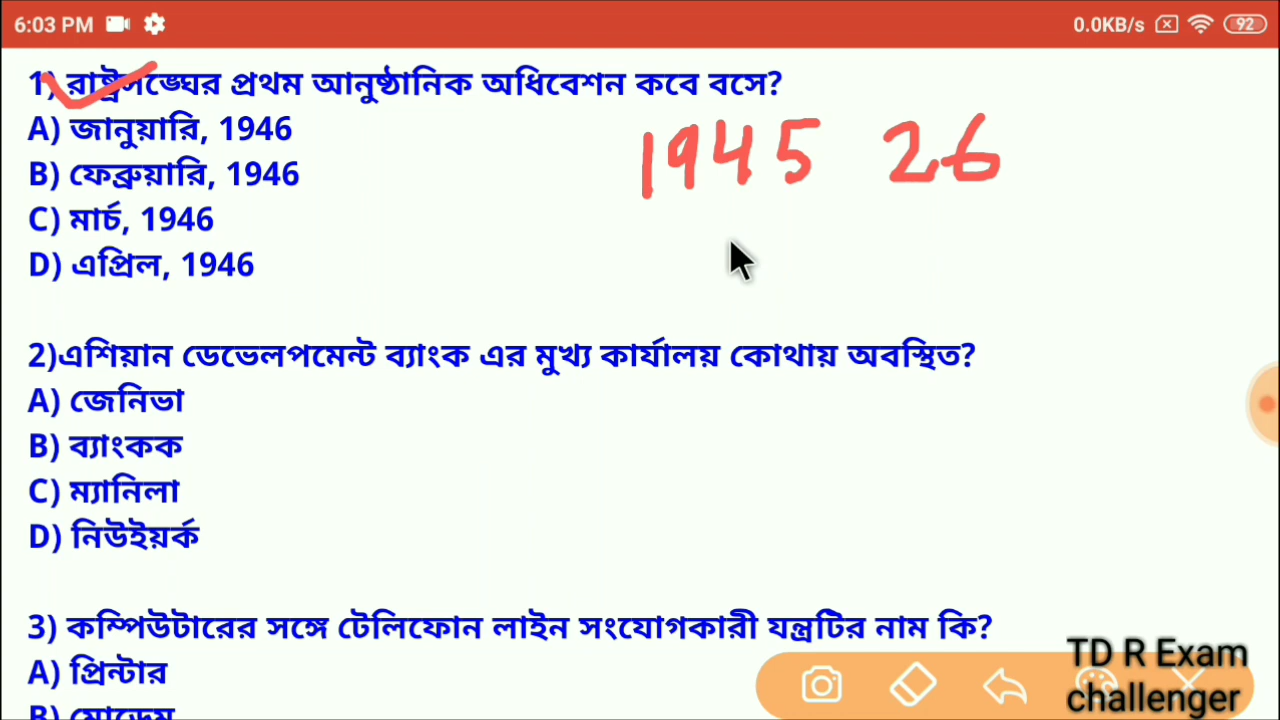 6:03 PM 0.0KB/s 92
1) রাষ্ট্রসঙ্ঘের প্রথম আনুষ্ঠানিক অধিবেশন কবে বসে?
A) জানুয়ারি, 1946
1945 26
B) ফেব্রুয়ারি, 1946
C) মার্চ, 1946
D) এপ্রিল, 1946
2)এশিয়ান ডেভেলপমেন্ট ব্যাংক এর মুখ্য কার্যালয় কোথায় অবস্থিত?
A) জেনিভা
B) ব্যাংকক
C) ম্যানিলা
D) নিউইয়র্ক
3) কম্পিউটারের সঙ্গে টেলিফোন লাইন সংযোগকারী যন্ত্রটির নাম কি?
A) প্রিন্টার
B) মোডেম
TD R Exam
challenger